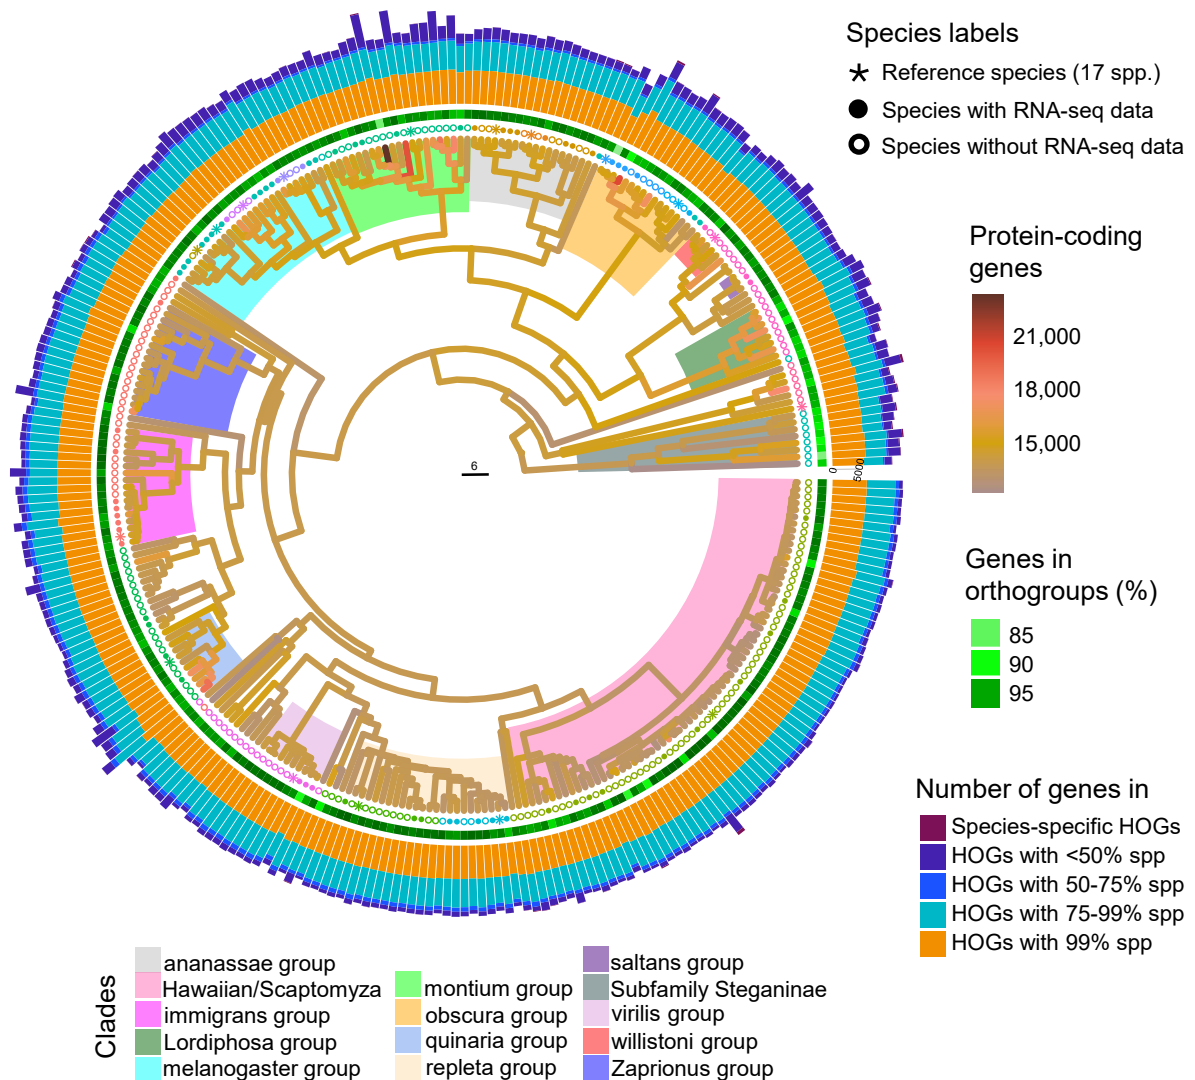 Species labels
Reference species (17 spp.)
Species with RNA-seq data
Species without RNA-seq data
Protein-coding
genes
21,000
18,000
15,000
6
0
5000
Genes in
orthogroups (%)
85
90
95
Number of genes in
Species-specific HOGs
HOGs with <50% spp
HOGs with 50-75% spp
HOGs with 75-99% spp
HOGs with 99% spp
Clades
ananassae group
Hawaiian/Scaptomyza
immigrans group
Lordiphosa group
melanogaster group
montium group
obscura group
quinaria group
repleta group
saltans group
Subfamily Steganinae
virilis group
willistoni group
Zaprionus group